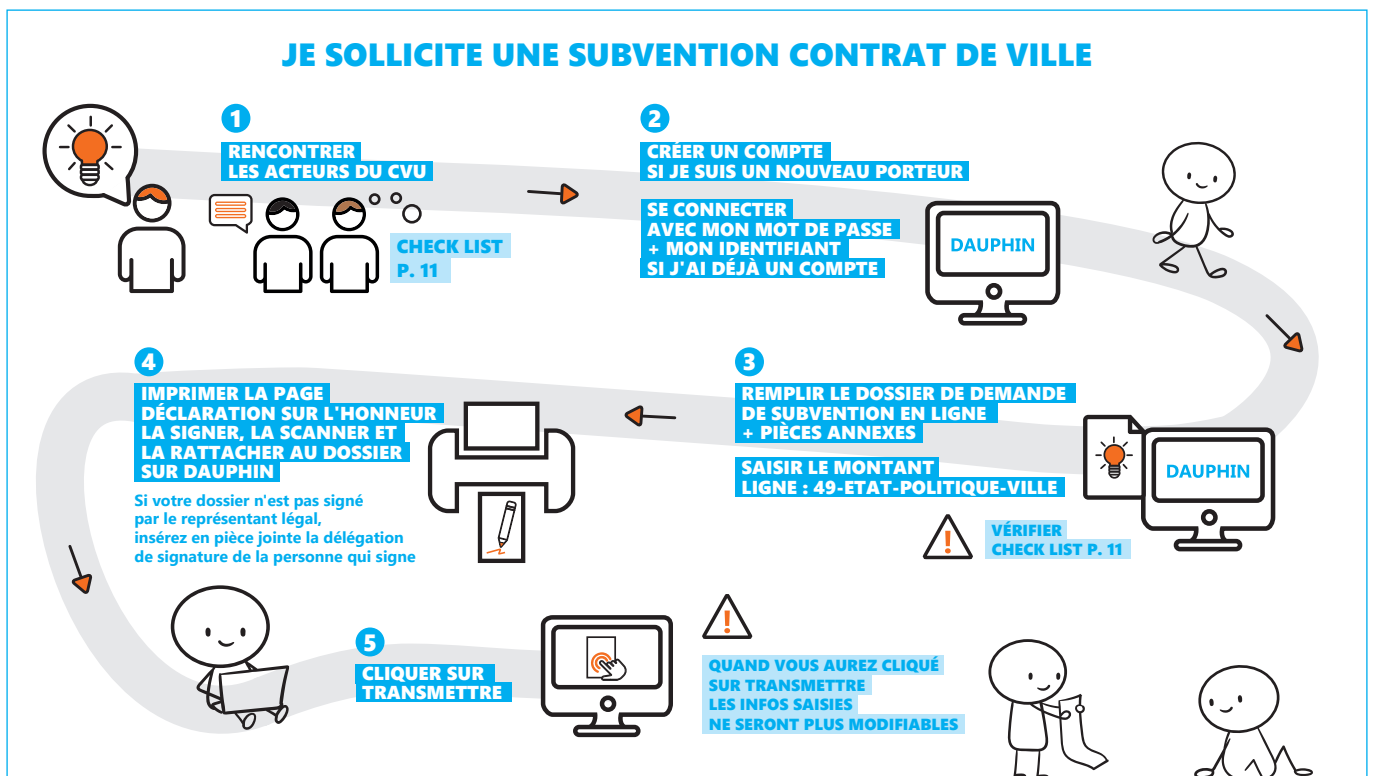 JE SOLLICITE UNE SUBVENTION CONTRAT DE VILLE
1
RENCONTRER
LES ACTEURS DU CVU
CHECK LIST
P. 11
2
CRÉER UN COMPTE
SI JE SUIS UN NOUVEAU PORTEUR
SE CONNECTER
AVEC MON MOT DE PASSE
+ MON IDENTIFIANT
SI J'AI DÉJÀ UN COMPTE
DAUPHIN
3
REMPLIR LE DOSSIER DE DEMANDE
DE SUBVENTION EN LIGNE
+ PIÈCES ANNEXES
SAISIR LE MONTANT
LIGNE : 49-ETAT-POLITIQUE-VILLE
DAUPHIN
VÉRIFIER
CHECK LIST P. 11
4
IMPRIMER LA PAGE
DÉCLARATION SUR L'HONNEUR
LA SIGNER, LA SCANNER ET
LA RATTACHER AU DOSSIER
SUR DAUPHIN
Si votre dossier n'est pas signé
par le représentant légal,
insérez en pièce jointe la délégation
de signature de la personne qui signe
5
CLIQUER SUR
TRANSMETTRE
QUAND VOUS AUREZ CLIQUÉ
SUR TRANSMETTRE
LES INFOS SAISIES
NE SERONT PLUS MODIFIABLES